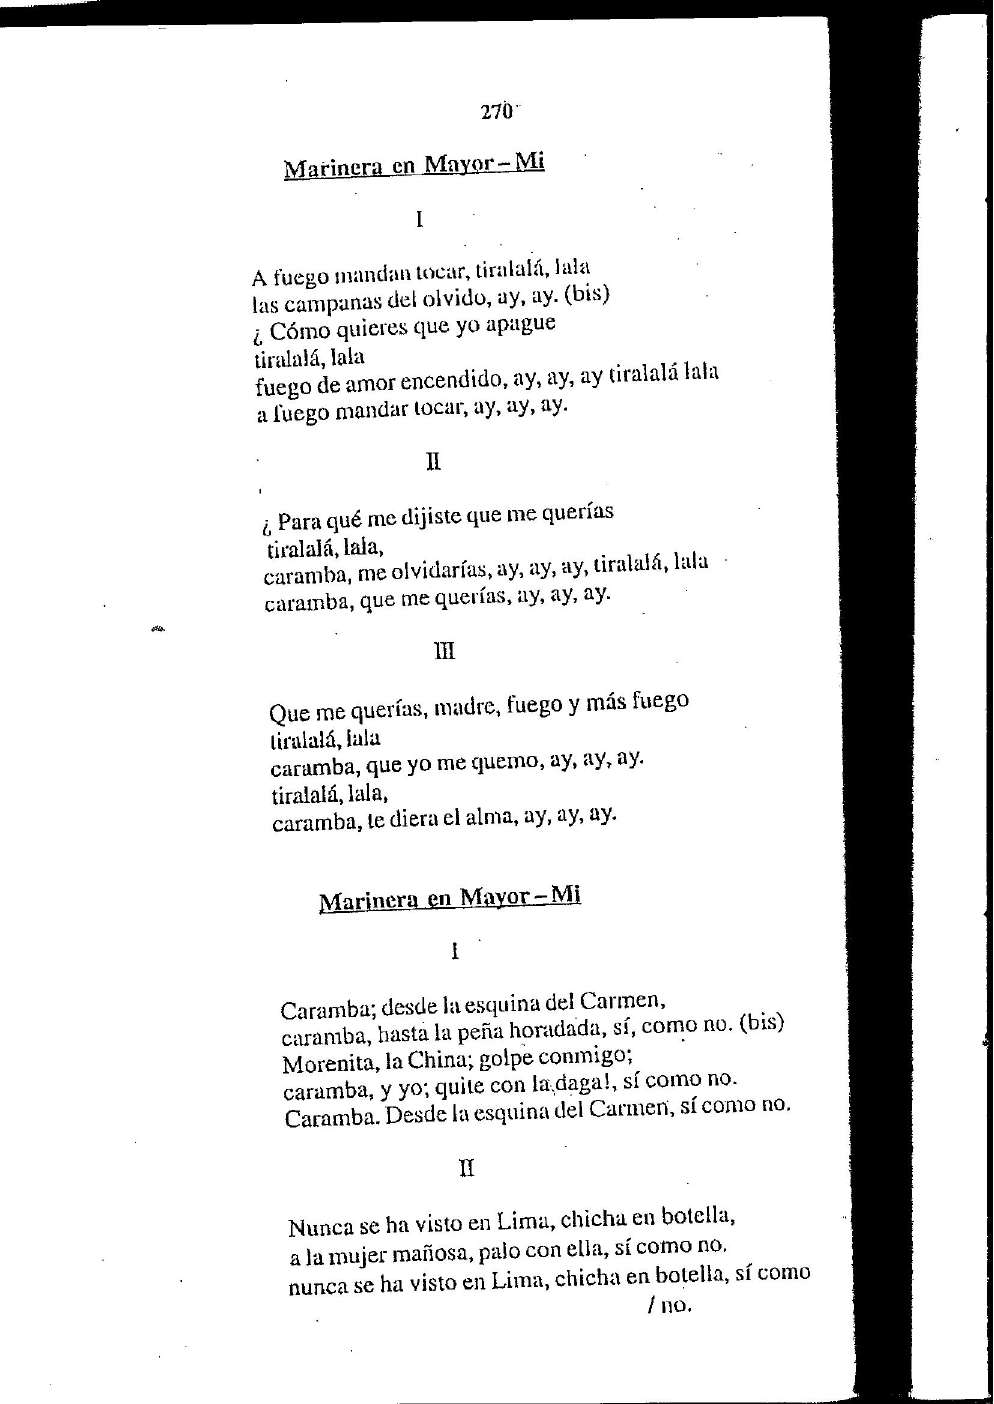 270
Marinera en Mayor – Mi
I
A fuego mandan tocar, tiralalá, lala
las campanas del olvido, ay, ay. (bis)
¿ Cómo quieres que yo apague
tiralalá, lala
fuego de amor encendido, ay, ay, ay tiralalá lala
a fuego mandar tocar, ay, ay, ay.
II
¿ Para qué me dijiste que me querías
tiralalá, lala,
caramba, me olvidarías, ay, ay, ay, tiralalá, lala
caramba, que me querías, ay, ay, ay.
III
Que me querías, madre, fuego y más fuego
tiralalá, lala
caramba, que yo me quemo, ay, ay, ay.
tiralalá, lala,
caramba, te diera el alma, ay, ay, ay.
Marinera en Mayor – Mi
I
Caramba; desde la esquina del Carmen,
caramba, hasta la peña horadada, sí, como no. (bis)
Morenita, la China; golpe conmigo;
caramba, y yo; quite con la daga!, sí como no.
Caramba. Desde la esquina del Carmen, sí como no.
II
Nunca se ha visto en Lima, chicha en botella,
a la mujer mañosa, palo con ella, sí como no.
nunca se ha visto en Lima, chicha en botella, sí como
/ no.